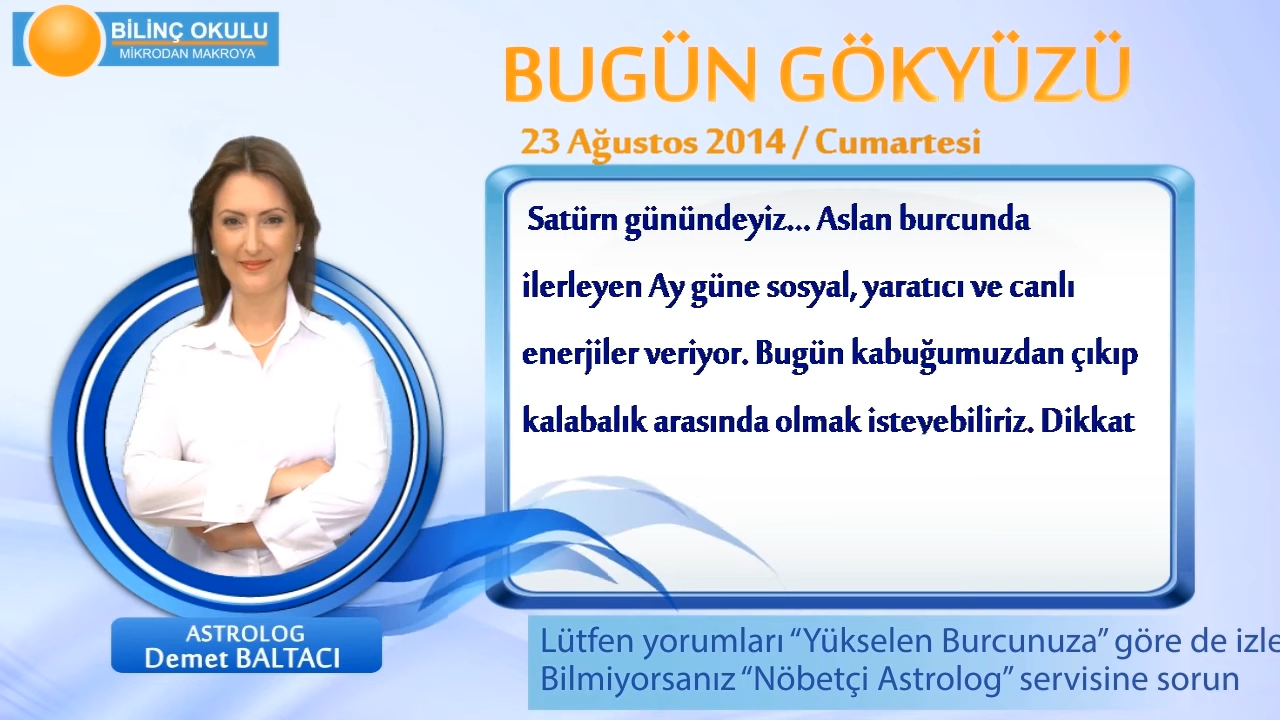 BİLİNÇ OKULU
MİKRODAN MAKROYA
BUGÜN GÖKYÜZÜ
23 Ağustos 2014 / Cumartesi
Satürn günündeyiz... Aslan burcunda
ilerleyen Ay güne sosyal, yaratıcı ve canlı
enerjiler veriyor. Bugün kabuğumuzdan çıkıp
kalabalık arasında olmak isteyebiliriz. Dikkat
ASTROLOG
Demet BALTACI
Lütfen yorumları “Yükselen Burcunuza” göre de izle
Bilmiyorsanız “Nöbetçi Astrolog” servisine sorun